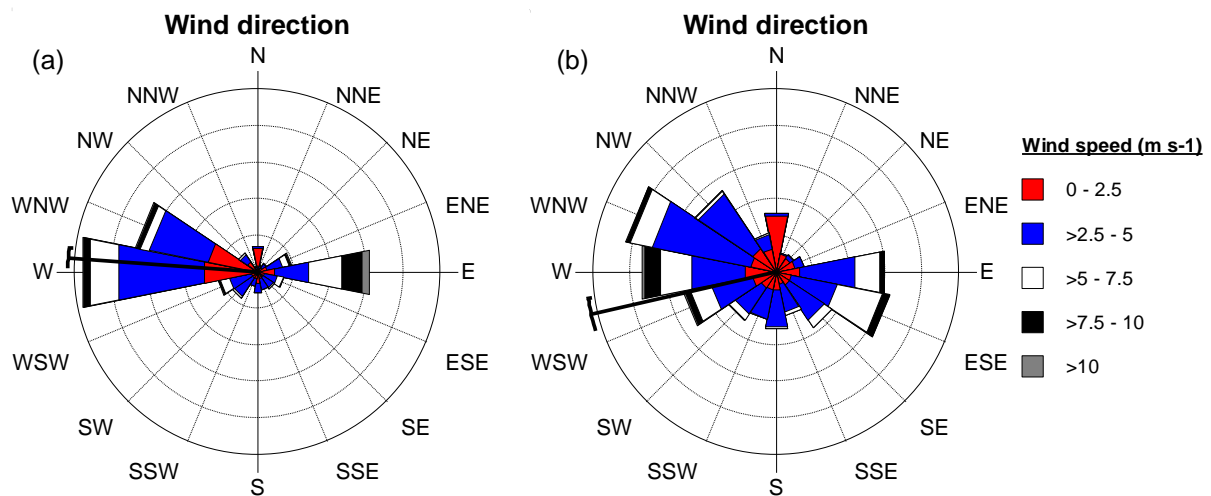 Wind direction
(a)
N
NNE
NE
ENE
E
ESE
SE
SSE
S
SSW
SW
WSW
W
WNW
NW
NNW
Wind direction
(b)
N
NNE
NE
ENE
E
ESE
SE
SSE
S
SSW
SW
WSW
W
WNW
NW
NNW
Wind speed (m s-1)
0 - 2.5
>2.5 - 5
>5 - 7.5
>7.5 - 10
>10